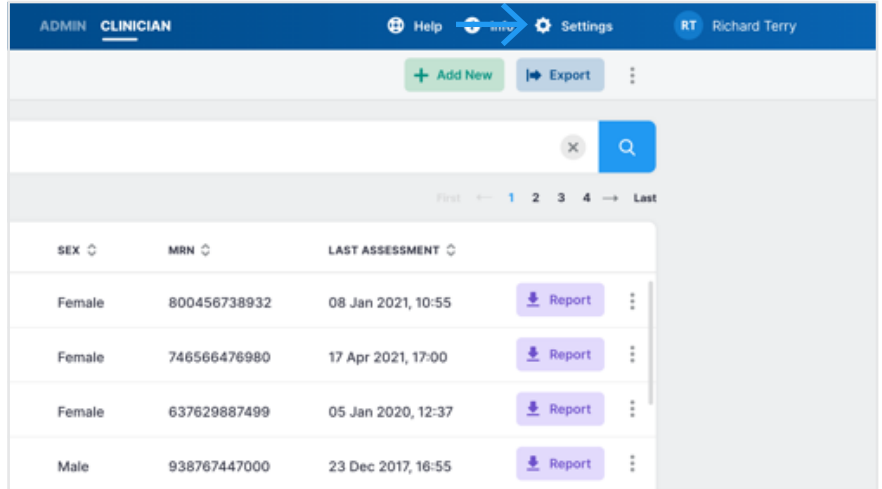 ADMIN CLINICIAN Help Settings RT Richard Terry
Add New Export
First 1 2 3 4 Last
SEX MRN LAST ASSESSMENT
Female 800456738932 08 Jan 2021, 10:55 Report
Female 746566476980 17 Apr 2021, 17:00 Report
Female 637629887499 05 Jan 2020, 12:37 Report
Male 938767447000 23 Dec 2017, 16:55 Report